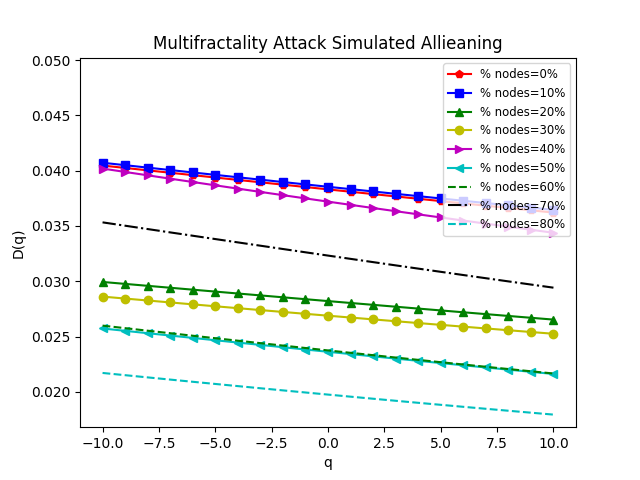 Multifractality Attack Simulated Allieaning
0.050
0.045
0.040
0.035
0.030
0.025
0.020
D(q)
% nodes=0%
% nodes=10%
% nodes=20%
% nodes=30%
% nodes=40%
% nodes=50%
% nodes=60%
% nodes=70%
% nodes=80%
−10.0 −7.5 −5.0 −2.5 0.0 2.5 5.0 7.5 10.0
q